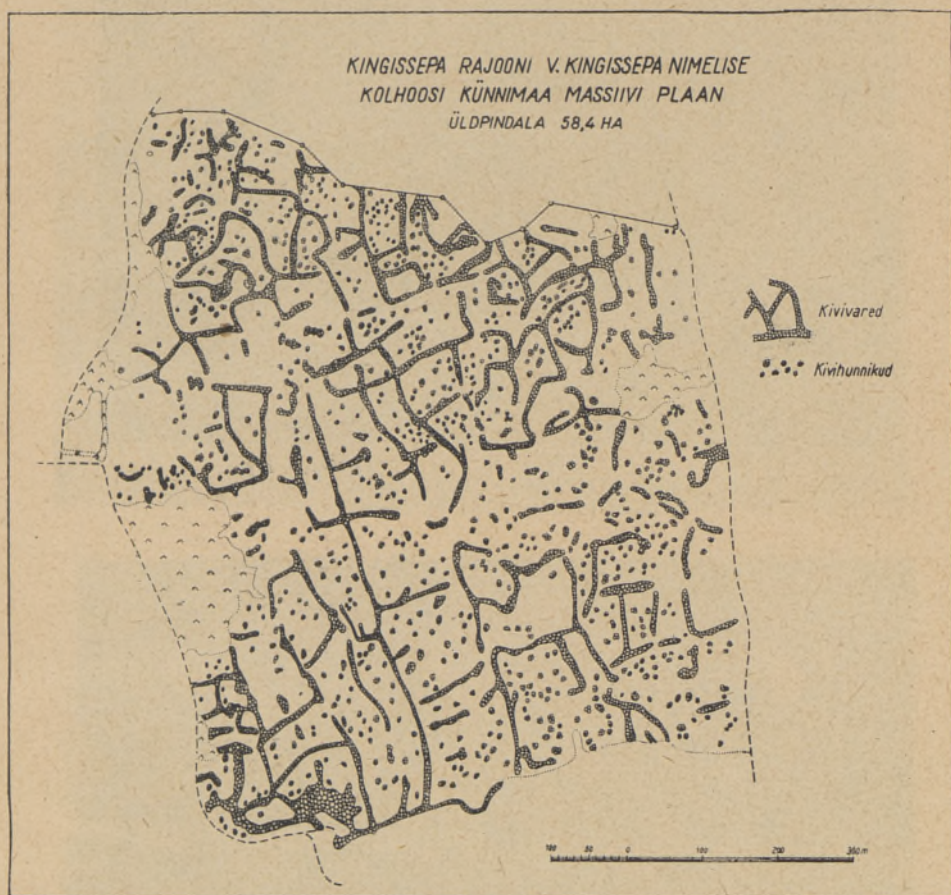 KINGISSEPA RAJOONI V. KINGISSEPA NIMELISE
KOLHOOSI KÜNNIMAA MASSIIVI PLAAN
ÜLDPINDALA 58,4 HA
Kivivared
Kivihunnikud
100 50 0 100 200 300 m